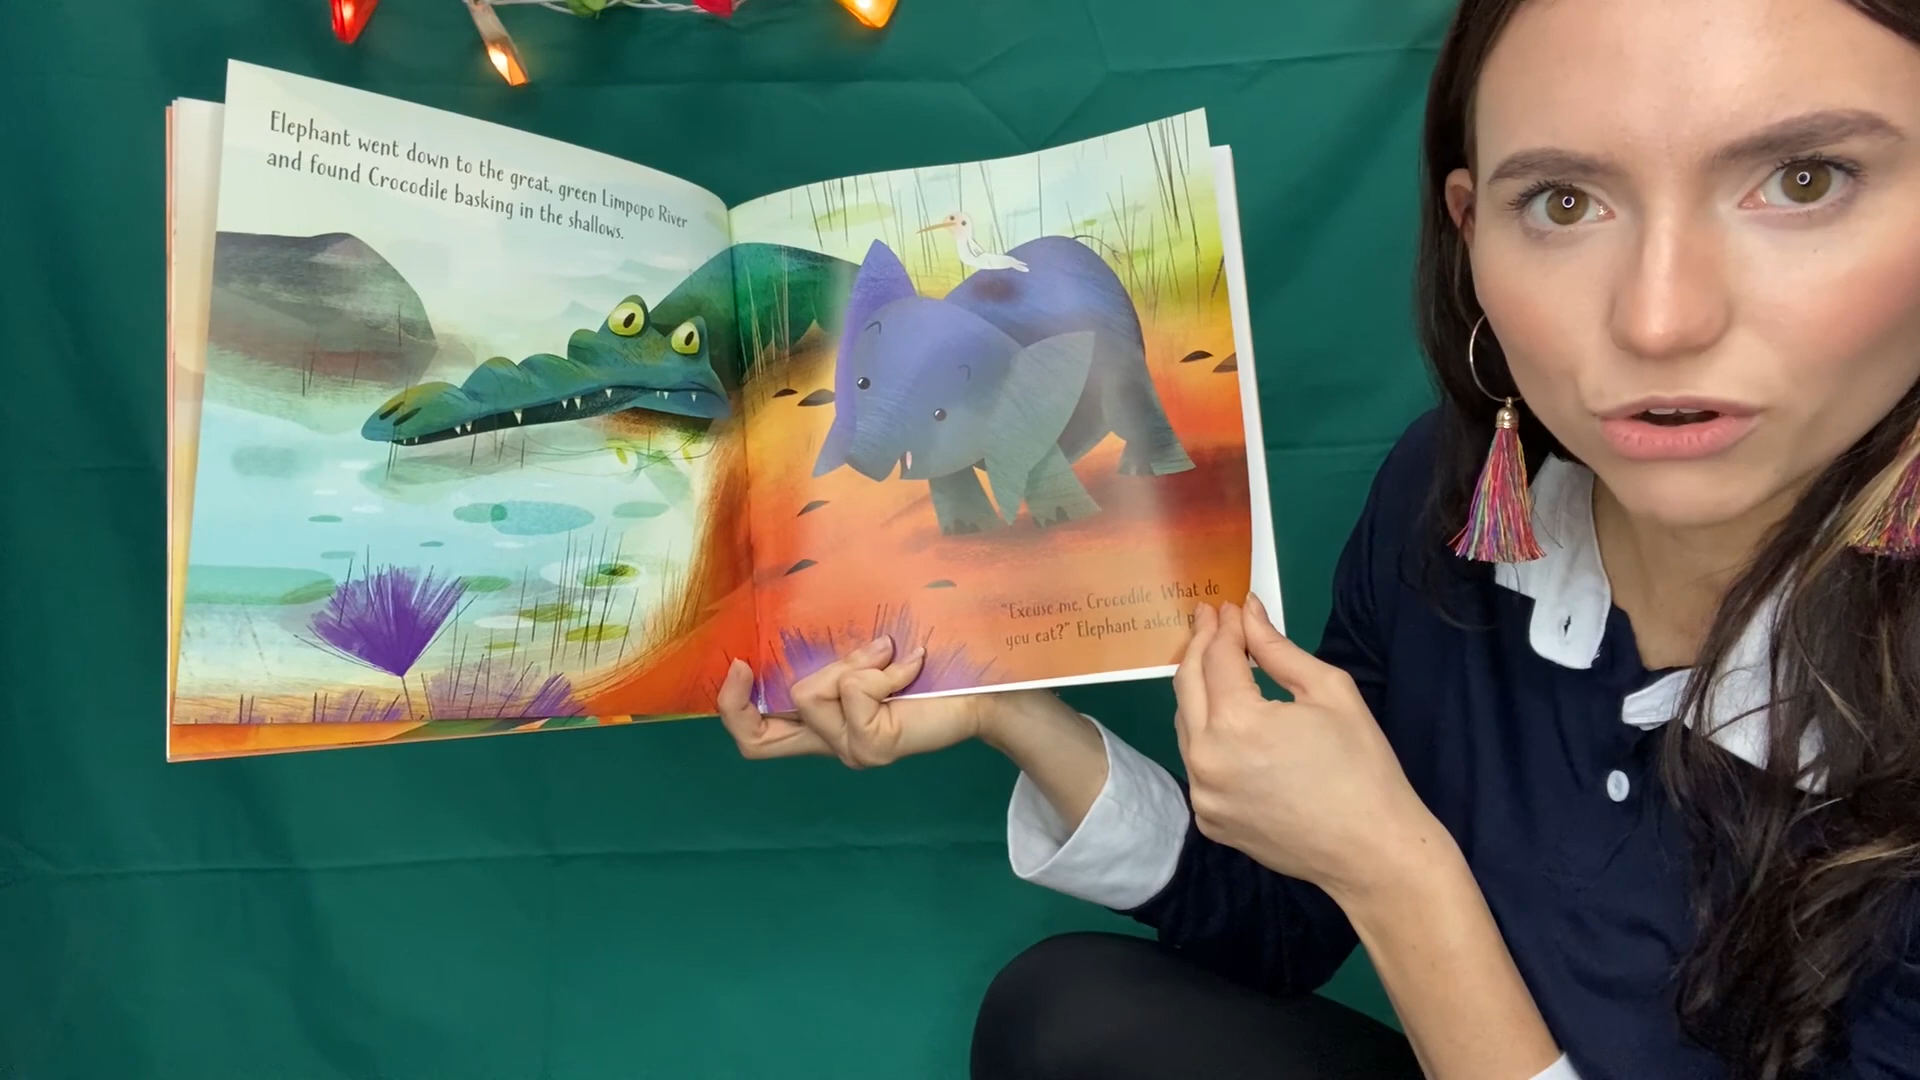 Elephant went down to the great, green Limpopo River
and found Crocodile basking in the shallows.
"Excuse me, Crocodile. What do
you eat?" Elephant asked